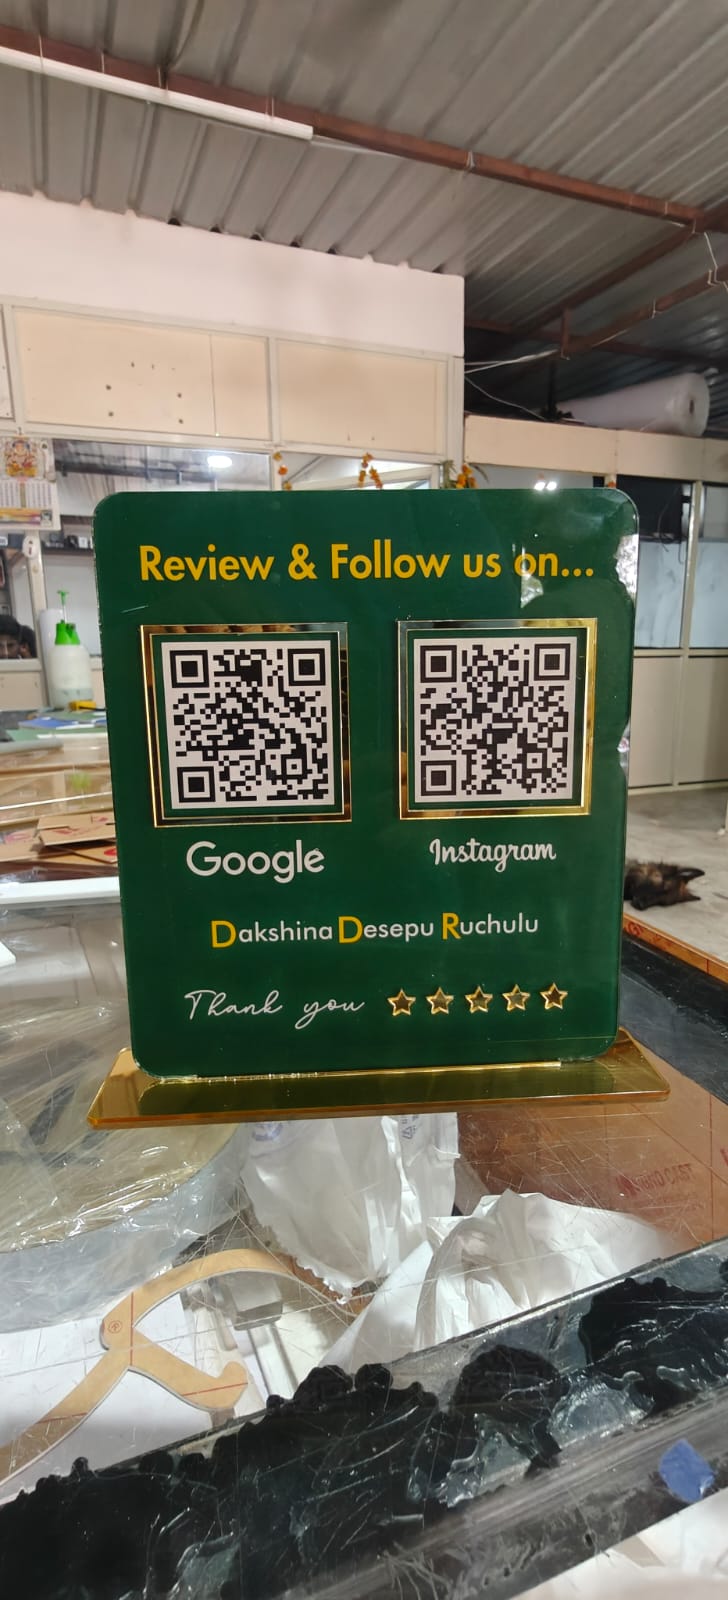 Review & Follow us on...
Google
Instagram
Dakshina Desepu Ruchulu
Thank you